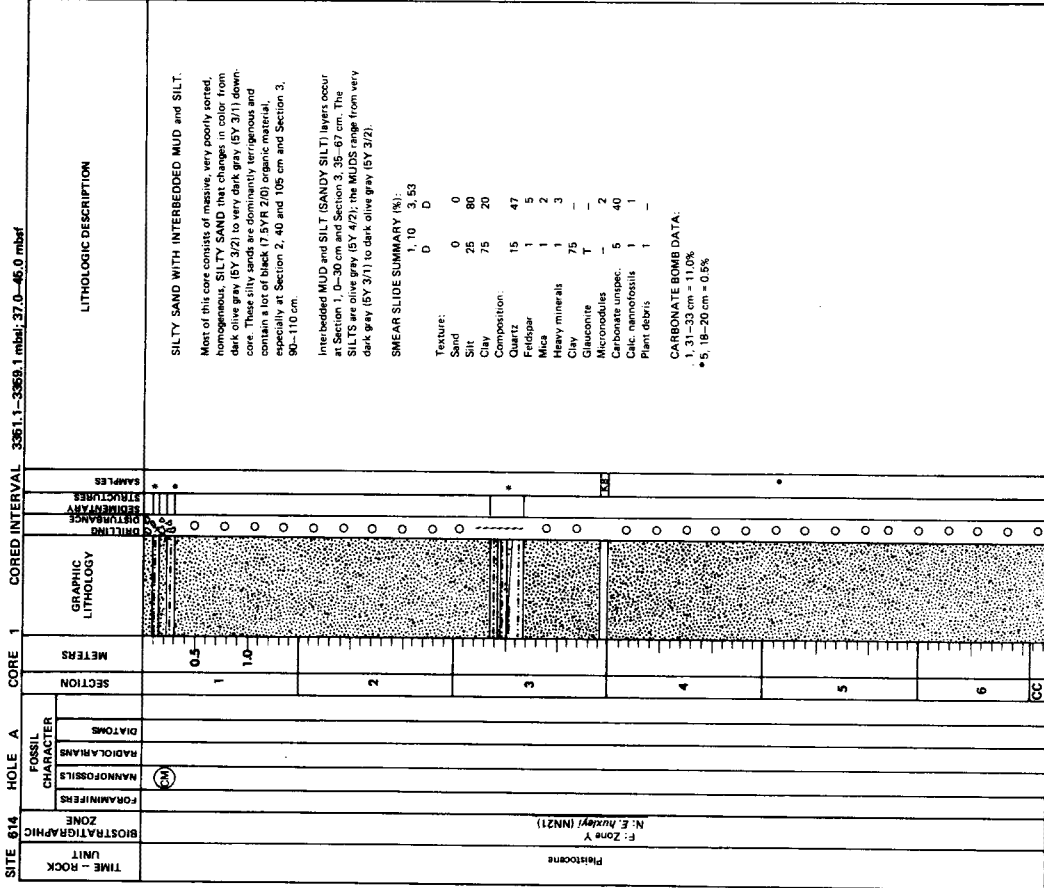 SITE 614 HOLE A CORE 1 CORED INTERVAL 3361.1–3369.1 mbsl; 37.0–45.0 mbsf
TIME – ROCK
UNIT
BIOSTRATIGRAPHIC
ZONE
FOSSIL
CHARACTER
FORAMINIFERS
NANNOFOSSILS
RADIOLARIANS
DIATOMS
SECTION
METERS
GRAPHIC
LITHOLOGY
DRILLING
DISTURBANCE
SEDIMENTARY
STRUCTURES
SAMPLES
LITHOLOGIC DESCRIPTION
Pleistocene
F: Zone Y
N: E. huxleyi (NN21)
CM
1
2
3
4
5
6
CC
0.5
1.0
*
*
*
KB
SILTY SAND WITH INTERBEDDED MUD and SILT.
Most of this core consists of massive, very poorly sorted,
homogeneous, SILTY SAND that changes in color from
dark olive gray (5Y 3/2) to very dark gray (5Y 3/1) down-
core. These silty sands are dominantly terrigenous and
contain a lot of black (7.5YR 2/0) organic material,
especially at Section 2, 40 and 105 cm and Section 3,
90–110 cm.
Interbedded MUD and SILT (SANDY SILT) layers occur
at Section 1, 0–30 cm and Section 3, 35–67 cm. The
SILTS are olive gray (5Y 4/2); the MUDS range from very
dark gray (5Y 3/1) to dark olive gray (5Y 3/2).
SMEAR SLIDE SUMMARY (%):
1, 10 3, 53
D D
Texture:
Sand 0 0
Silt 25 80
Clay 75 20
Composition:
Quartz 15 47
Feldspar 1 5
Mica 1 2
Heavy minerals 1 3
Clay 75 –
Glauconite T –
Micronodules – 2
Carbonate unspec. 5 40
Calc. nannofossils 1 1
Plant debris 1 –
CARBONATE BOMB DATA:
1, 31–33 cm = 11.0%
• 5, 18–20 cm = 0.5%